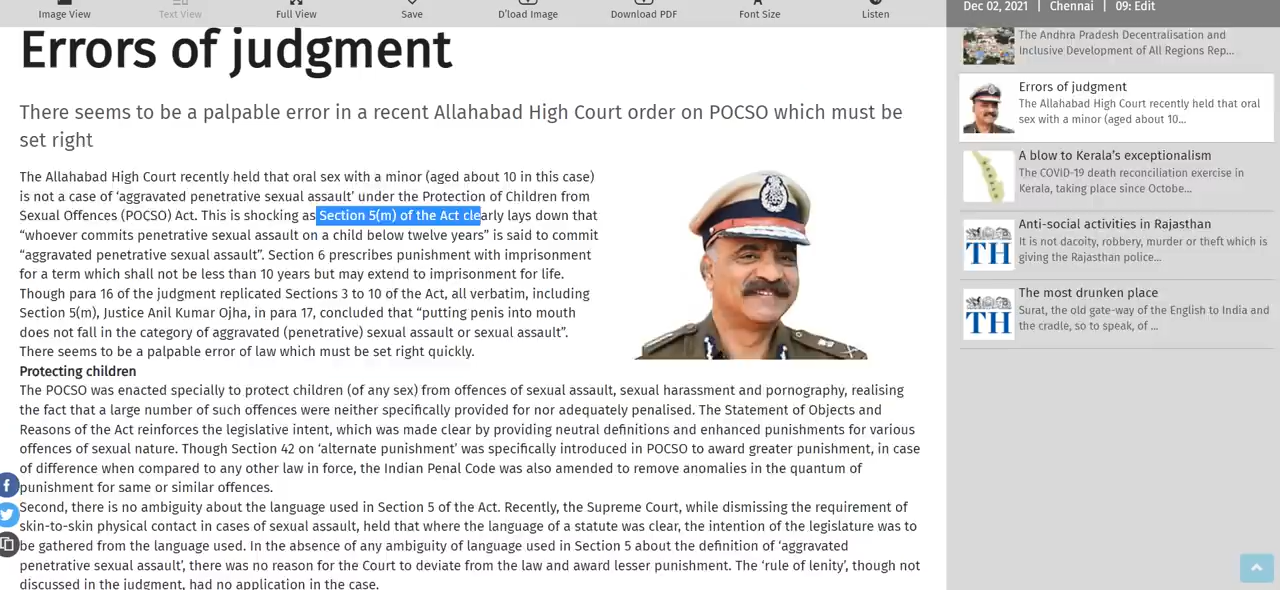 Image View
Text View
Full View
Save
D'load Image
Download PDF
Font Size
Listen
Dec 02, 2021 | Chennai | 09: Edit
Errors of judgment
There seems to be a palpable error in a recent Allahabad High Court order on POCSO which must be
set right
The Allahabad High Court recently held that oral sex with a minor (aged about 10 in this case)
is not a case of ‘aggravated penetrative sexual assault’ under the Protection of Children from
Sexual Offences (POCSO) Act. This is shocking as Section 5(m) of the Act clearly lays down that
“whoever commits penetrative sexual assault on a child below twelve years” is said to commit
“aggravated penetrative sexual assault”. Section 6 prescribes punishment with imprisonment
for a term which shall not be less than 10 years but may extend to imprisonment for life.
Though para 16 of the judgment replicated Sections 3 to 10 of the Act, all verbatim, including
Section 5(m), Justice Anil Kumar Ojha, in para 17, concluded that “putting penis into mouth
does not fall in the category of aggravated (penetrative) sexual assault or sexual assault”.
There seems to be a palpable error of law which must be set right quickly.
Protecting children
The POCSO was enacted specially to protect children (of any sex) from offences of sexual assault, sexual harassment and pornography, realising
the fact that a large number of such offences were neither specifically provided for nor adequately penalised. The Statement of Objects and
Reasons of the Act reinforces the legislative intent, which was made clear by providing neutral definitions and enhanced punishments for various
offences of sexual nature. Though Section 42 on ‘alternate punishment’ was specifically introduced in POCSO to award greater punishment, in case
of difference when compared to any other law in force, the Indian Penal Code was also amended to remove anomalies in the quantum of
punishment for same or similar offences.
Second, there is no ambiguity about the language used in Section 5 of the Act. Recently, the Supreme Court, while dismissing the requirement of
skin-to-skin physical contact in cases of sexual assault, held that where the language of a statute was clear, the intention of the legislature was to
be gathered from the language used. In the absence of any ambiguity of language used in Section 5 about the definition of ‘aggravated
penetrative sexual assault’, there was no reason for the Court to deviate from the law and award lesser punishment. The ‘rule of lenity’, though not
discussed in the judgment, had no application in the case.
The Andhra Pradesh Decentralisation and
Inclusive Development of All Regions Rep...
Errors of judgment
The Allahabad High Court recently held that oral
sex with a minor (aged about 10...
A blow to Kerala’s exceptionalism
The COVID-19 death reconciliation exercise in
Kerala, taking place since Octobe...
Anti-social activities in Rajasthan
It is not dacoity, robbery, murder or theft which is
giving the Rajasthan police...
TH
The most drunken place
Surat, the old gate-way of the English to India and
the cradle, so to speak, of ...
TH